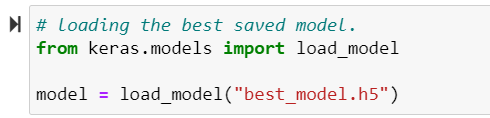 # loading the best saved model.
from keras.models import load_model
model = load_model("best_model.h5")